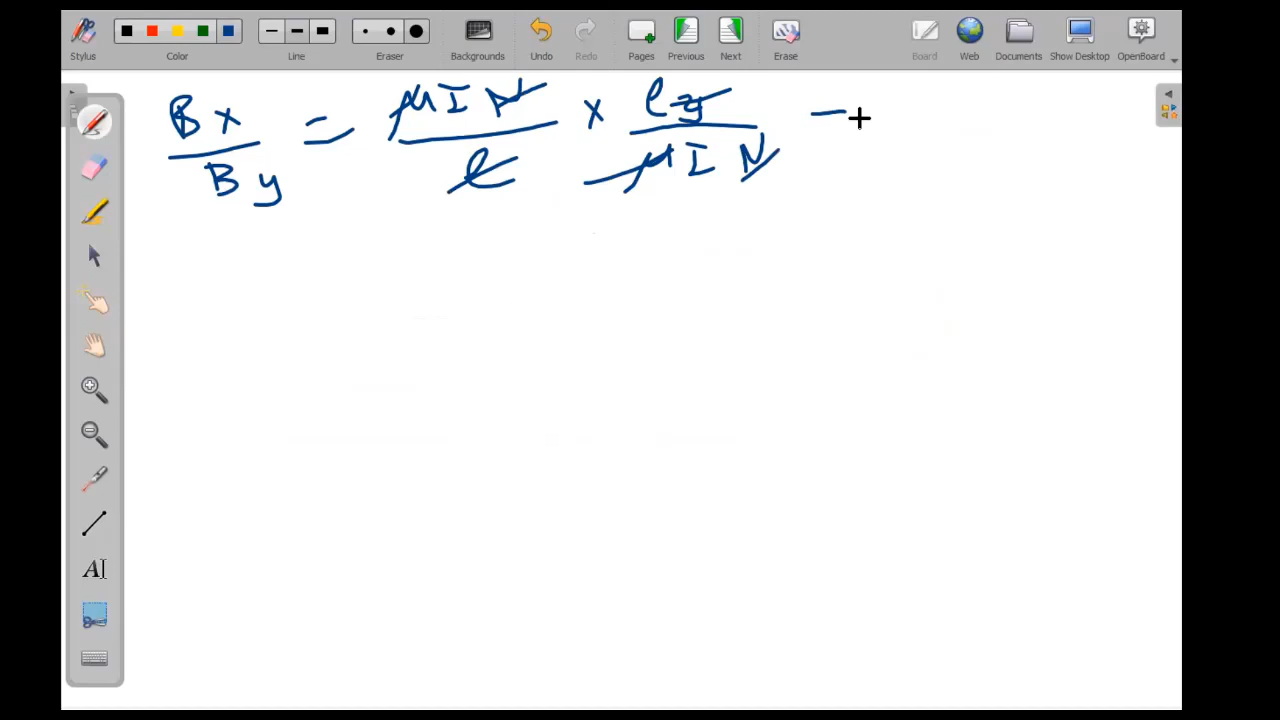 Stylus Color Line Eraser Backgrounds Undo Redo Pages Previous Next Erase Board Web Documents Show Desktop OpenBoard
Bx/By = μIN/l × l/μIN
A